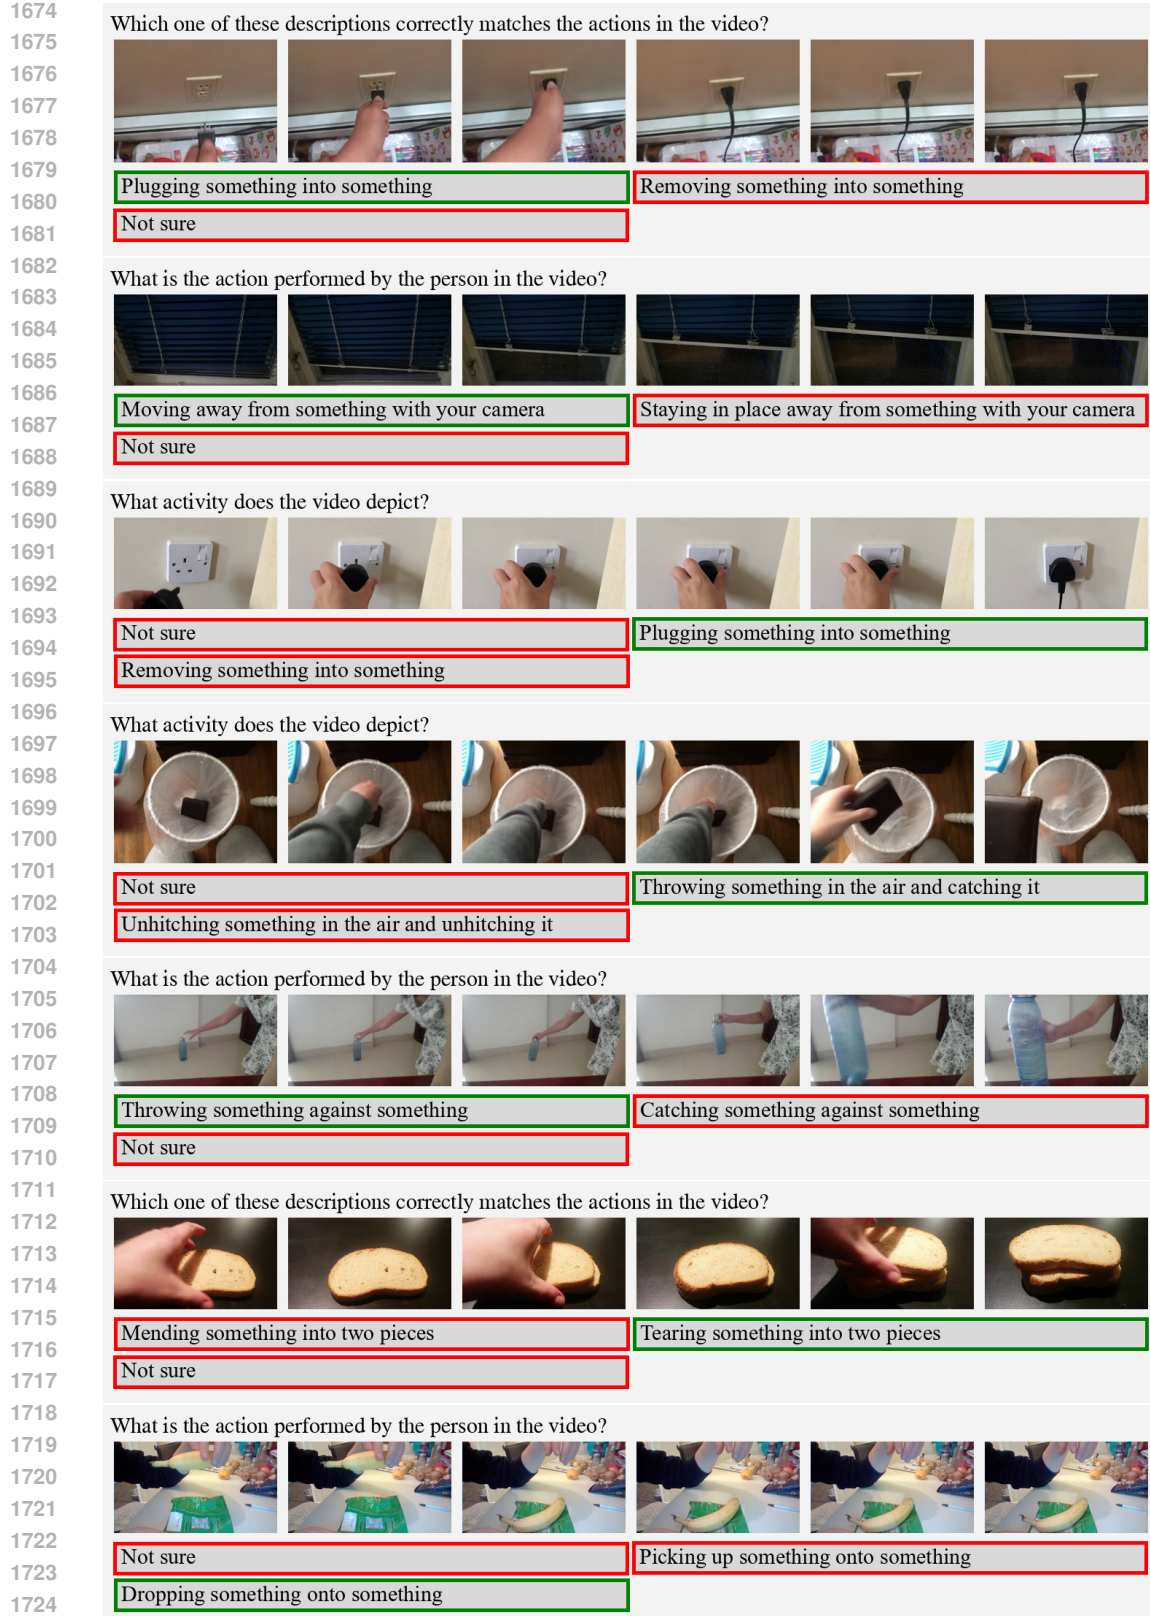 1674
1675
1676
1677
1678
1679
1680
1681
1682
1683
1684
1685
1686
1687
1688
1689
1690
1691
1692
1693
1694
1695
1696
1697
1698
1699
1700
1701
1702
1703
1704
1705
1706
1707
1708
1709
1710
1711
1712
1713
1714
1715
1716
1717
1718
1719
1720
1721
1722
1723
1724
Which one of these descriptions correctly matches the actions in the video?
Plugging something into something
Removing something into something
Not sure
What is the action performed by the person in the video?
Moving away from something with your camera
Staying in place away from something with your camera
Not sure
What activity does the video depict?
Not sure
Plugging something into something
Removing something into something
What activity does the video depict?
Not sure
Throwing something in the air and catching it
Unhitching something in the air and unhitching it
What is the action performed by the person in the video?
Throwing something against something
Catching something against something
Not sure
Which one of these descriptions correctly matches the actions in the video?
Mending something into two pieces
Tearing something into two pieces
Not sure
What is the action performed by the person in the video?
Not sure
Picking up something onto something
Dropping something onto something